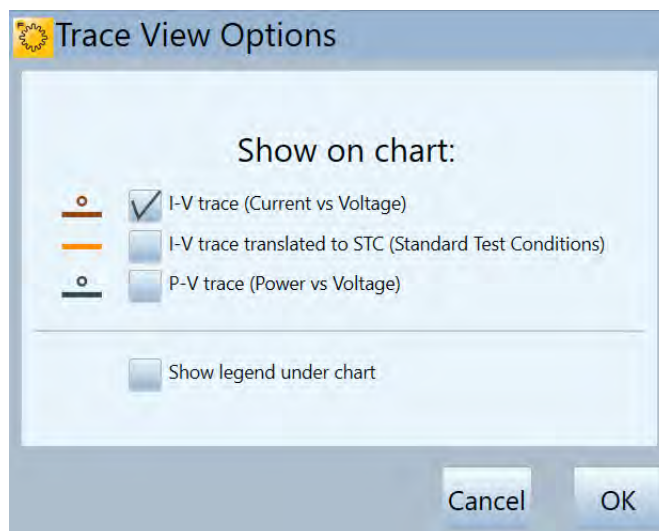 Trace View Options
Show on chart:
I-V trace (Current vs Voltage)
I-V trace translated to STC (Standard Test Conditions)
P-V trace (Power vs Voltage)
Show legend under chart
Cancel OK